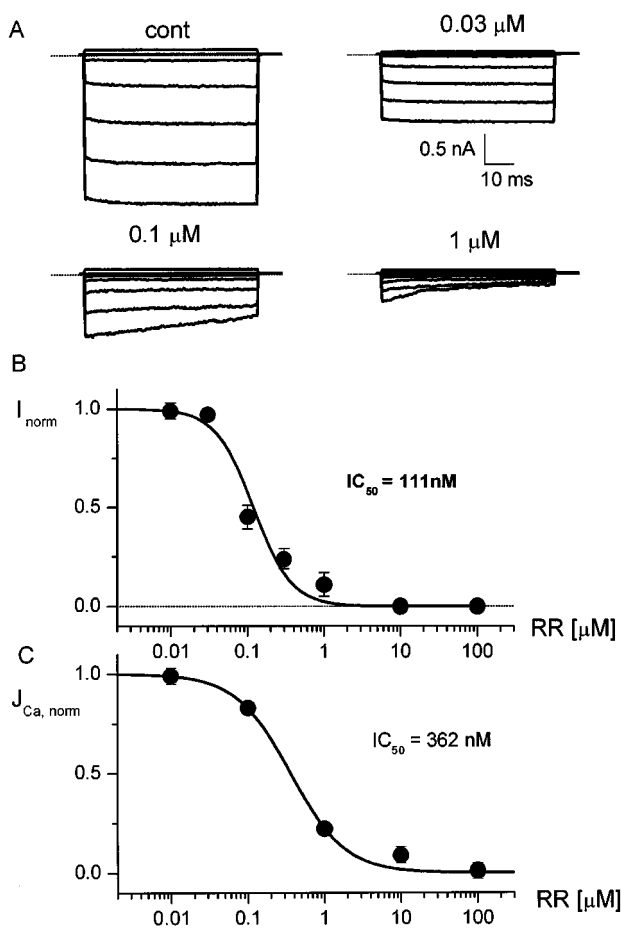 A
cont
0.03 μM
0.5 nA
10 ms
0.1 μM
1 μM
B
I norm
1.0
0.5
0.0
IC50 = 111nM
0.01 0.1 1 10 100
RR [μM]
C
J Ca, norm
1.0
0.5
0.0
IC50 = 362 nM
0.01 0.1 1 10 100
RR [μM]